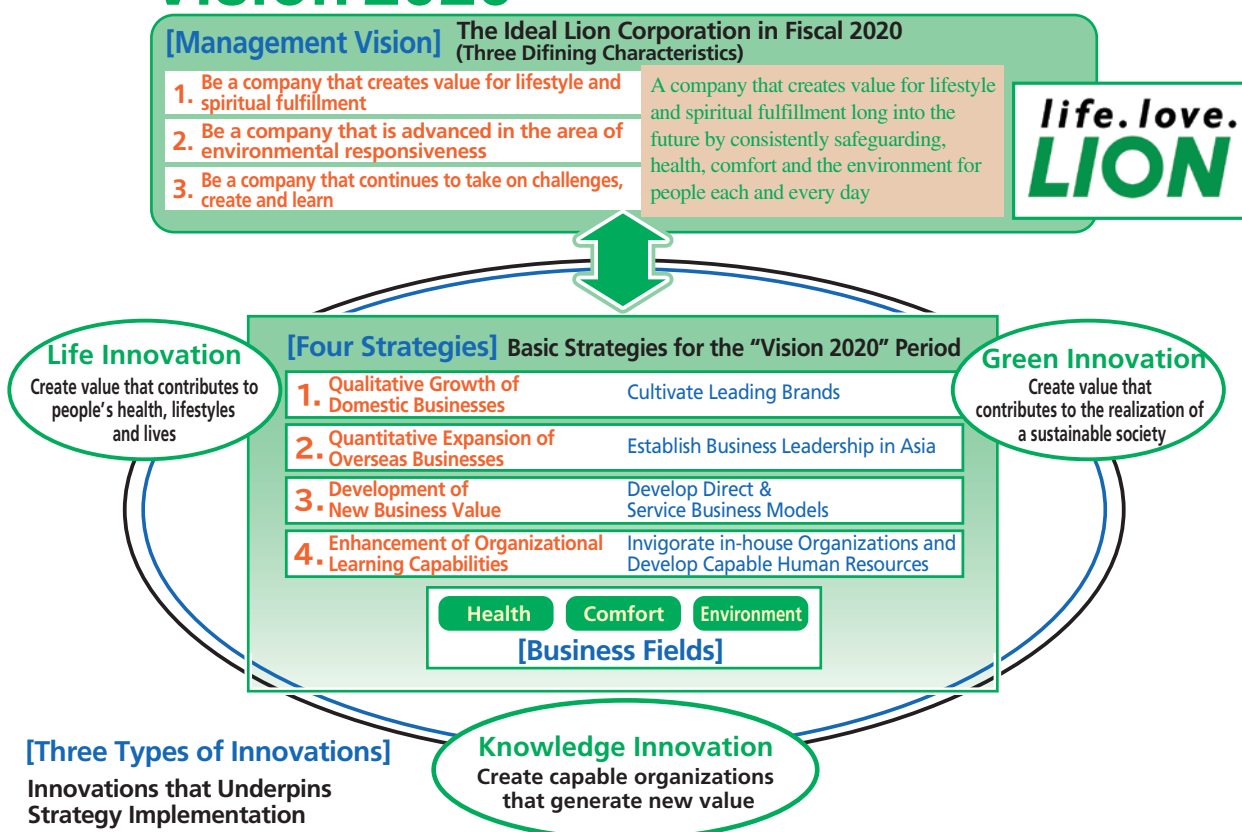 Vision 2020
[Management Vision] The Ideal Lion Corporation in Fiscal 2020
(Three Difining Characteristics)
1. Be a company that creates value for lifestyle and
spiritual fulfillment
2. Be a company that is advanced in the area of
environmental responsiveness
3. Be a company that continues to take on challenges,
create and learn
A company that creates value for lifestyle
and spiritual fulfillment long into the
future by consistently safeguarding,
health, comfort and the environment for
people each and every day
life.love.
LION
Life Innovation
Create value that contributes to
people's health, lifestyles
and lives
[Four Strategies] Basic Strategies for the “Vision 2020” Period
1. Qualitative Growth of
Domestic Businesses
Cultivate Leading Brands
2. Quantitative Expansion of
Overseas Businesses
Establish Business Leadership in Asia
3. Development of
New Business Value
Develop Direct &
Service Business Models
4. Enhancement of Organizational
Learning Capabilities
Invigorate in-house Organizations and
Develop Capable Human Resources
Health Comfort Environment
[Business Fields]
Green Innovation
Create value that
contributes to the realization of
a sustainable society
[Three Types of Innovations]
Innovations that Underpins
Strategy Implementation
Knowledge Innovation
Create capable organizations
that generate new value